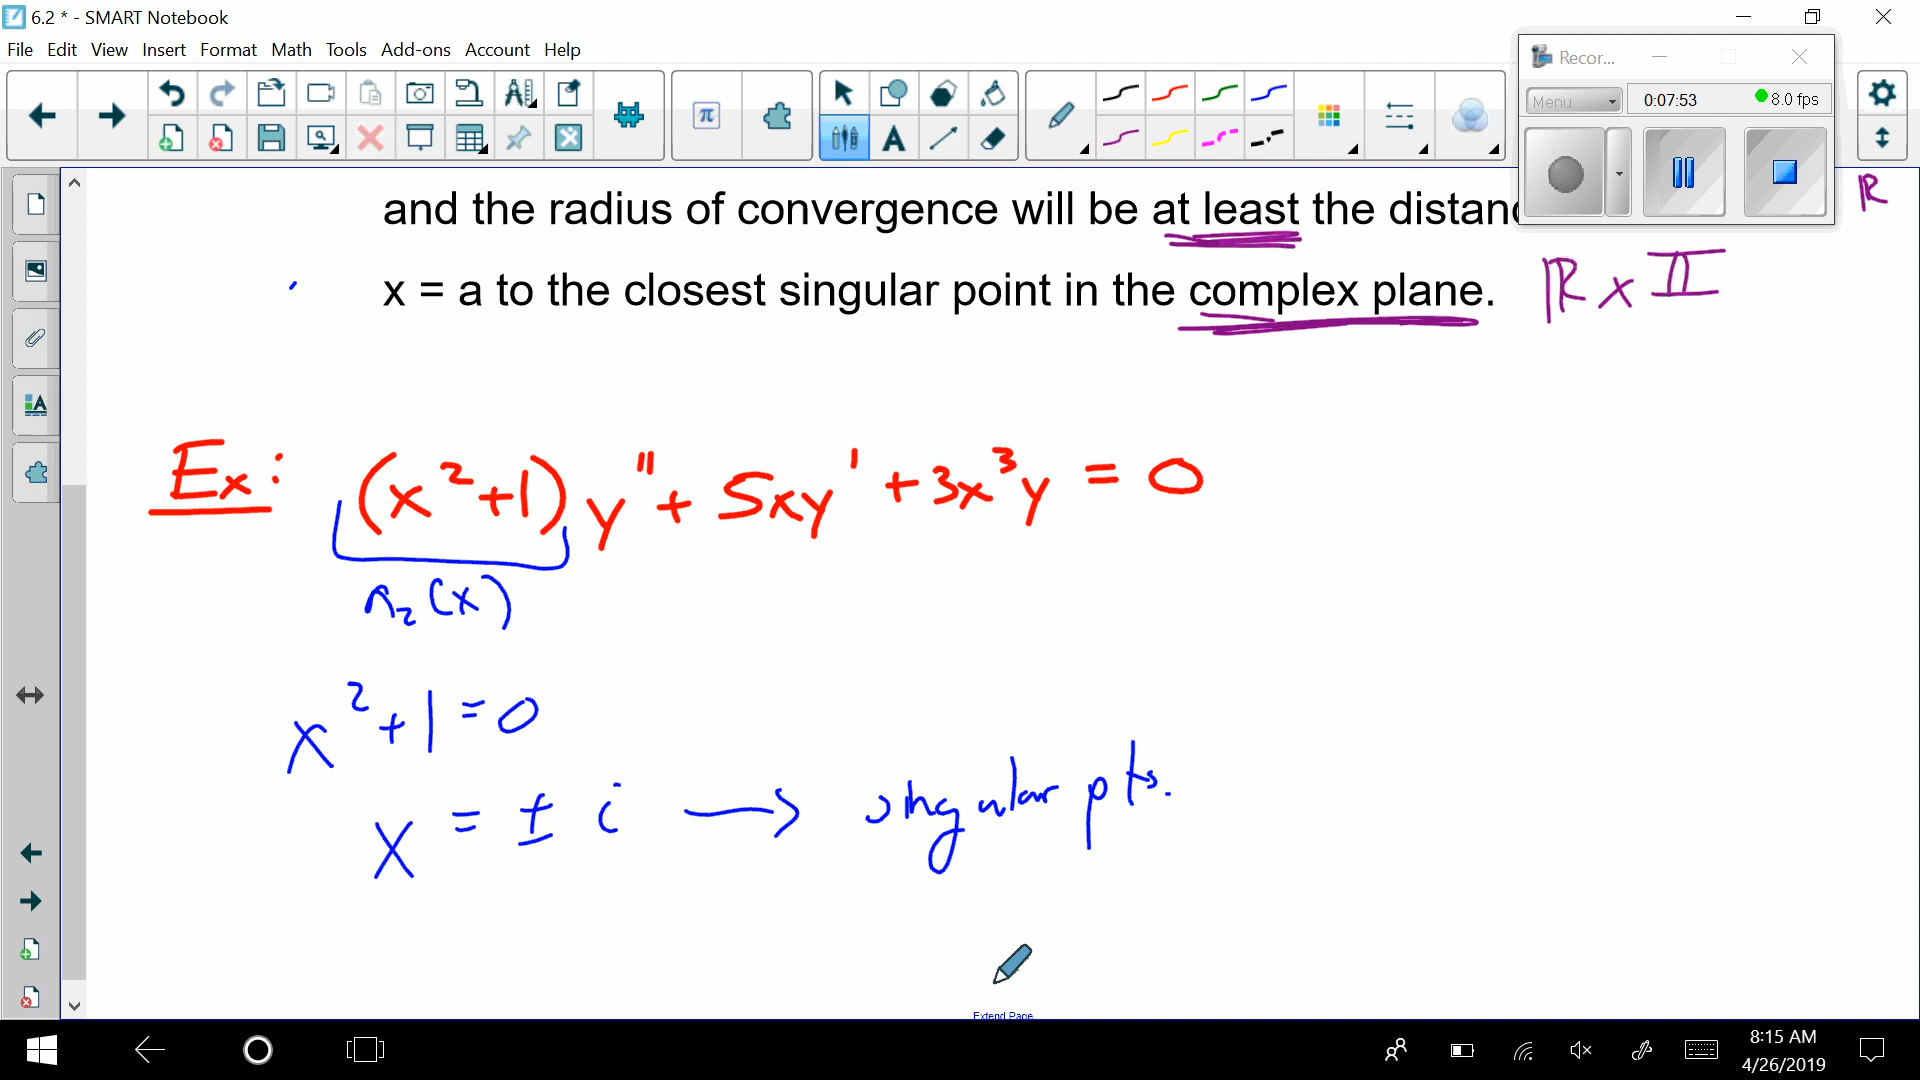 6.2 * - SMART Notebook
File Edit View Insert Format Math Tools Add-ons Account Help
Recor...
Menu 0:07:53 8.0 fps
π
A
ℝ
and the radius of convergence will be at least the distanc
x = a to the closest singular point in the complex plane. ℝ x 𝕀
Ex: (x²+1)y'' + 5xy' + 3x³y = 0
a₂(x)
x²+1=0
x = ± i → singular pts.
Extend Page
8:15 AM
4/26/2019